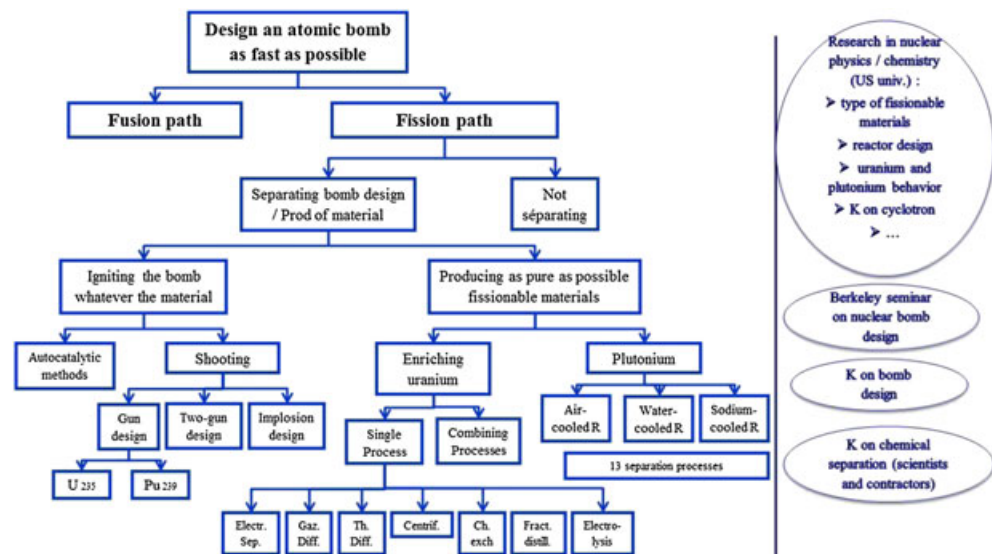 Design an atomic bomb
as fast as possible
Fusion path
Fission path
Separating bomb design
/ Prod of material
Not
séparating
Igniting the bomb
whatever the material
Producing as pure as possible
fissionable materials
Autocatalytic
methods
Shooting
Enriching
uranium
Plutonium
Gun
design
Two-gun
design
Implosion
design
Single
Process
Combining
Processes
Air-
cooled R
Water-
cooled R
Sodium-
cooled R
13 separation processes
U 235
Pu 239
Electr.
Sep.
Gaz.
Diff.
Th.
Diff.
Centrif.
Ch.
exch
Fract.
distill.
Electro-
lysis
Research in nuclear
physics / chemistry
(US univ.) :
➤ type of fissionable
materials
➤ reactor design
➤ uranium and
plutonium behavior
➤ K on cyclotron
➤ ...
Berkeley seminar
on nuclear bomb
design
K on bomb
design
K on chemical
separation (scientists
and contractors)